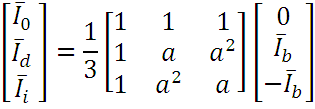 [Ī₀ Ī_d Ī_i] = 1/3 [1 1 1; 1 a a²; 1 a² a] [0; Ī_b; −Ī_b]